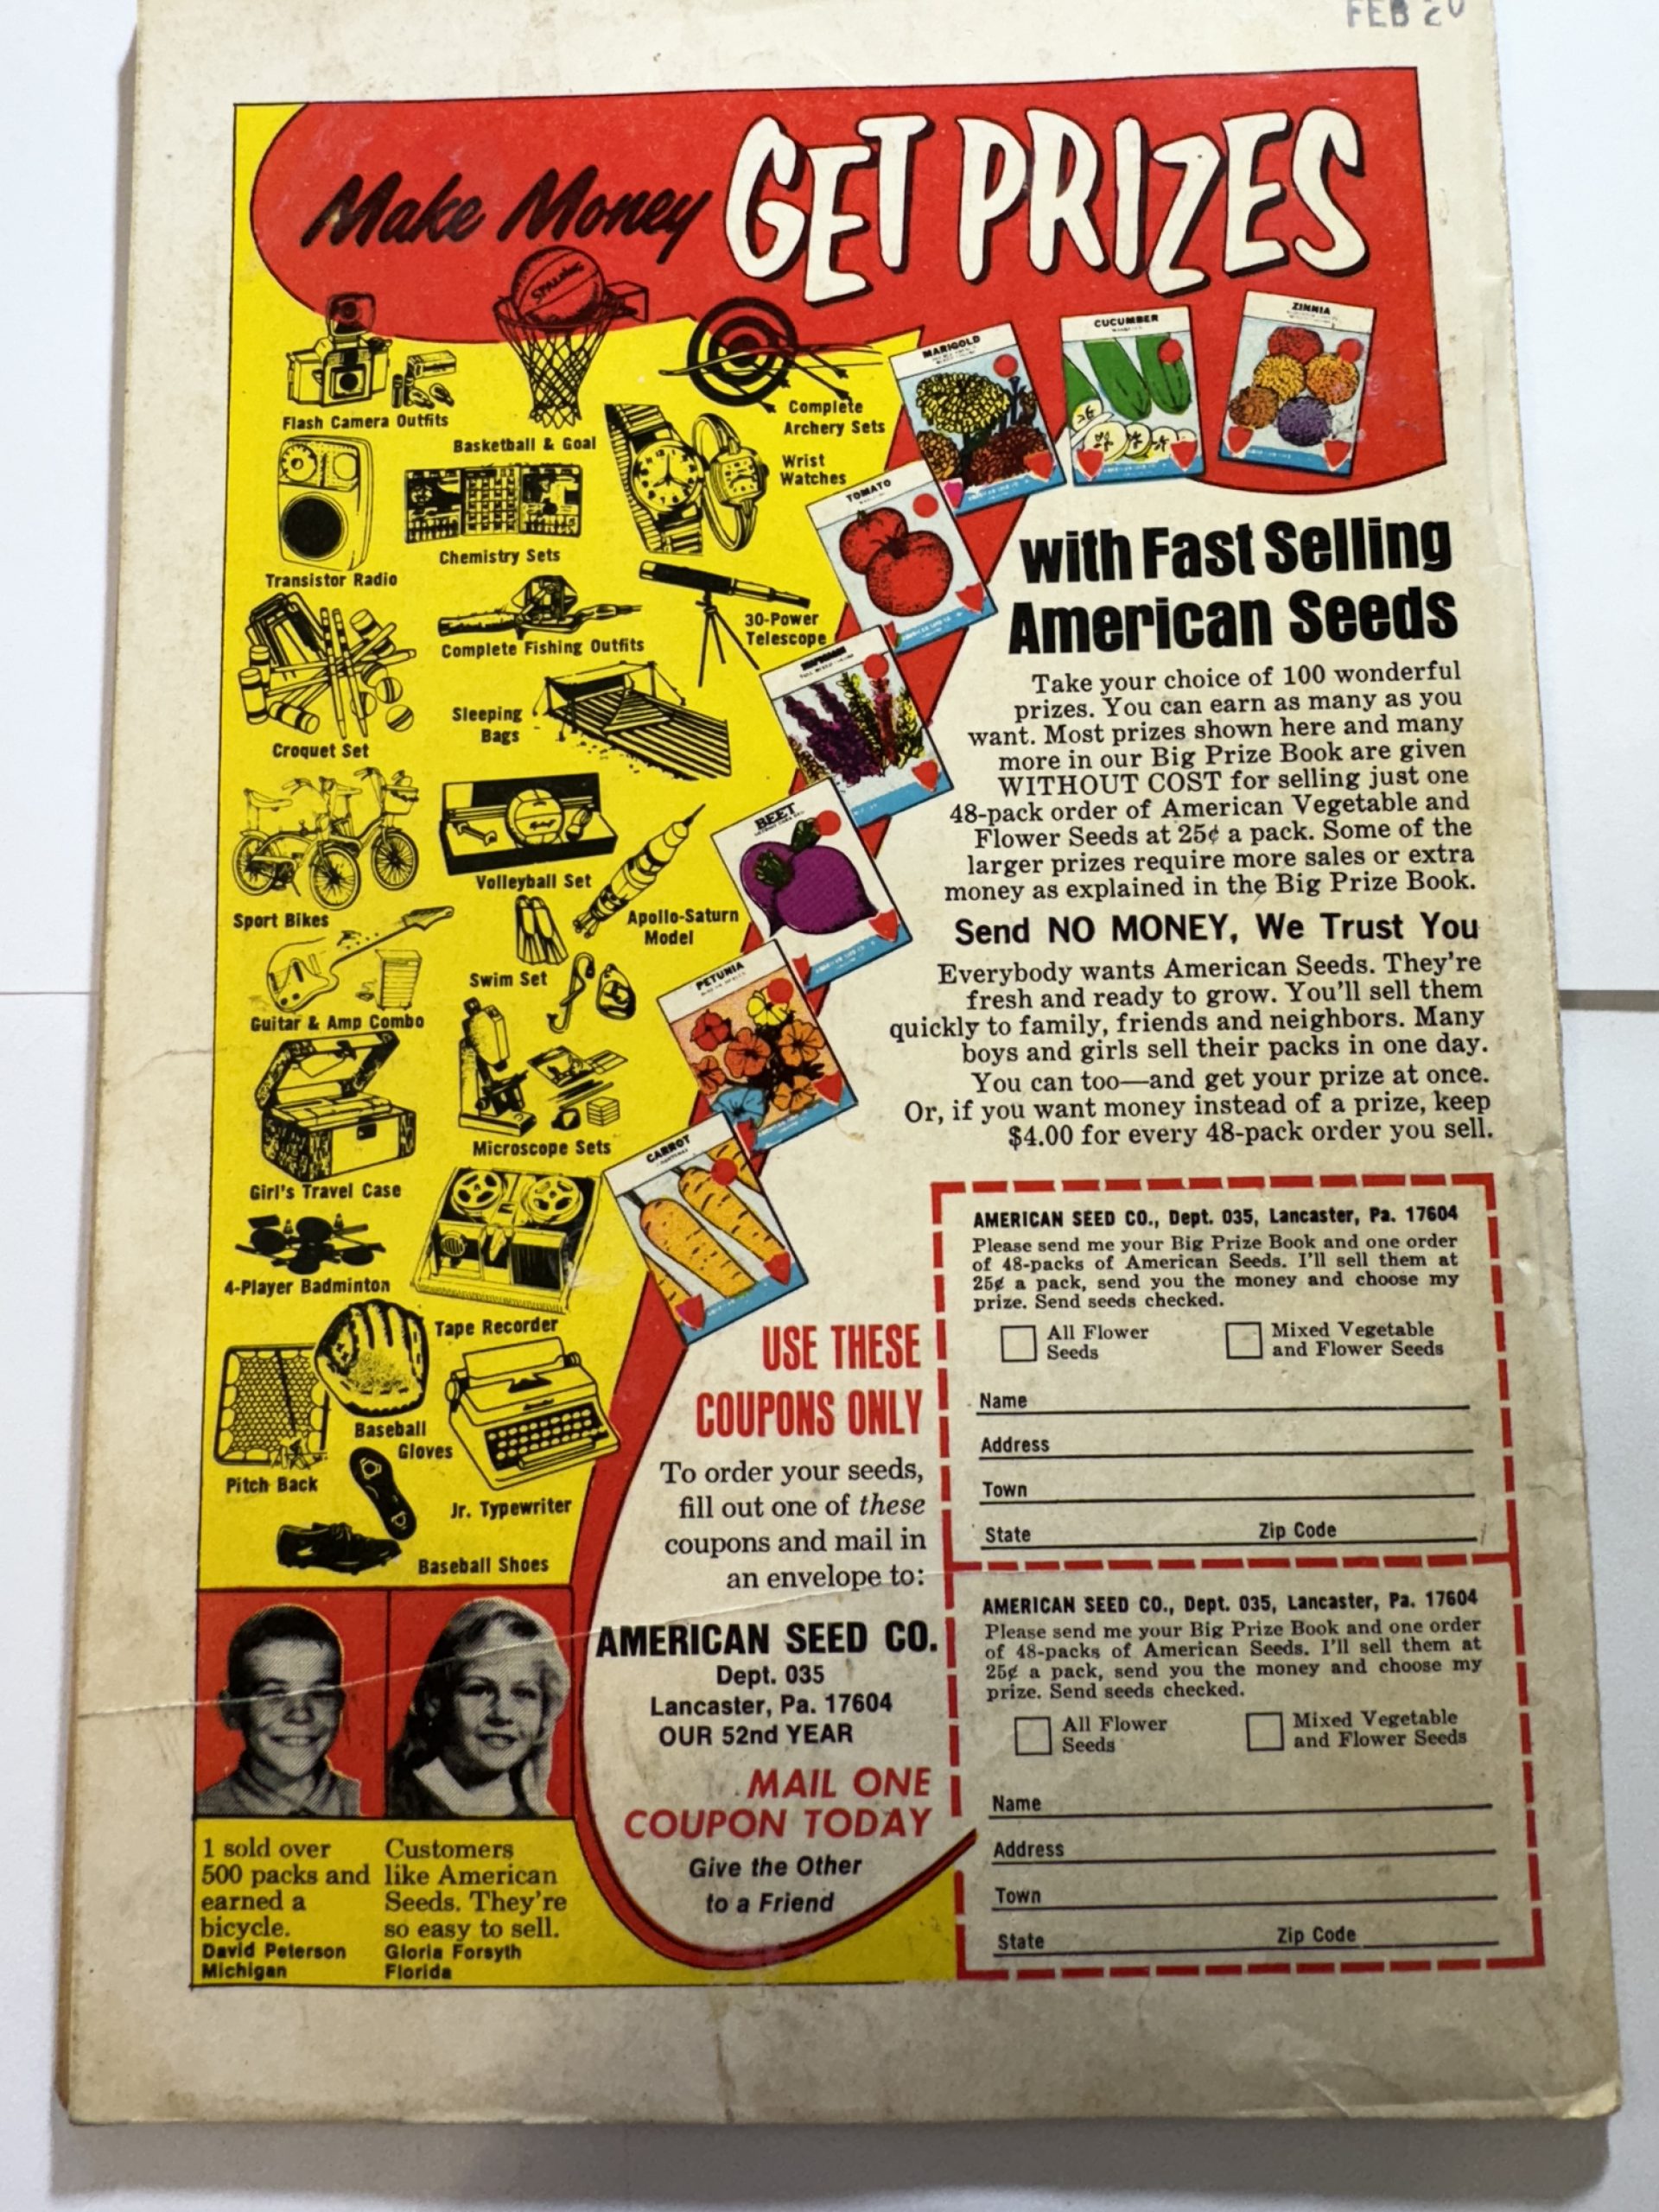 FEB 20
Make Money GET PRIZES
SPALDING
Flash Camera Outfits
Basketball & Goal
Complete
Archery Sets
Wrist
Watches
Transistor Radio
Chemistry Sets
30-Power
Telescope
Complete Fishing Outfits
Croquet Set
Sleeping
Bags
Sport Bikes
Volleyball Set
Apollo-Saturn
Model
Swim Set
Guitar & Amp Combo
Girl's Travel Case
Microscope Sets
4-Player Badminton
Tape Recorder
Baseball
Gloves
Pitch Back
Jr. Typewriter
Baseball Shoes
MARIGOLD
CUCUMBER
ZINNIA
TOMATO
BEET
PETUNIA
CARROT
with Fast Selling
American Seeds
Take your choice of 100 wonderful
prizes. You can earn as many as you
want. Most prizes shown here and many
more in our Big Prize Book are given
WITHOUT COST for selling just one
48-pack order of American Vegetable and
Flower Seeds at 25¢ a pack. Some of the
larger prizes require more sales or extra
money as explained in the Big Prize Book.
Send NO MONEY, We Trust You
Everybody wants American Seeds. They're
fresh and ready to grow. You'll sell them
quickly to family, friends and neighbors. Many
boys and girls sell their packs in one day.
You can too—and get your prize at once.
Or, if you want money instead of a prize, keep
$4.00 for every 48-pack order you sell.
USE THESE
COUPONS ONLY
To order your seeds,
fill out one of these
coupons and mail in
an envelope to:
AMERICAN SEED CO.
Dept. 035
Lancaster, Pa. 17604
OUR 52nd YEAR
MAIL ONE
COUPON TODAY
Give the Other
to a Friend
AMERICAN SEED CO., Dept. 035, Lancaster, Pa. 17604
Please send me your Big Prize Book and one order
of 48-packs of American Seeds. I'll sell them at
25¢ a pack, send you the money and choose my
prize. Send seeds checked.
All Flower
Seeds
Mixed Vegetable
and Flower Seeds
Name
Address
Town
State Zip Code
AMERICAN SEED CO., Dept. 035, Lancaster, Pa. 17604
Please send me your Big Prize Book and one order
of 48-packs of American Seeds. I'll sell them at
25¢ a pack, send you the money and choose my
prize. Send seeds checked.
All Flower
Seeds
Mixed Vegetable
and Flower Seeds
Name
Address
Town
State Zip Code
1 sold over
500 packs and
earned a
bicycle.
David Peterson
Michigan
Customers
like American
Seeds. They're
so easy to sell.
Gloria Forsyth
Florida